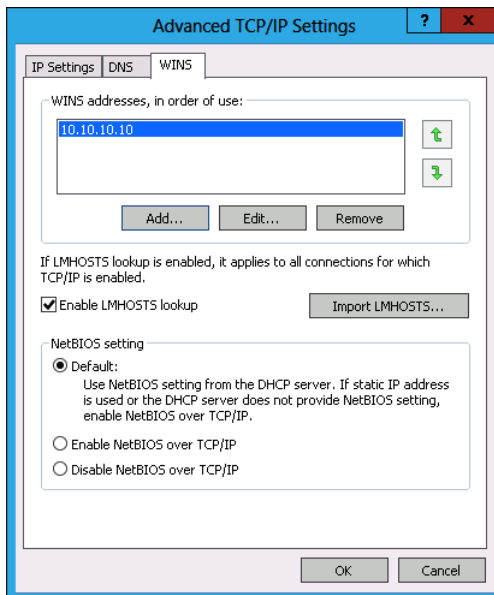 Advanced TCP/IP Settings
? x
IP Settings DNS WINS
WINS addresses, in order of use:
10.10.10.10
Add... Edit... Remove
If LMHOSTS lookup is enabled, it applies to all connections for which
TCP/IP is enabled.
Enable LMHOSTS lookup
Import LMHOSTS...
NetBIOS setting
Default:
Use NetBIOS setting from the DHCP server. If static IP address
is used or the DHCP server does not provide NetBIOS setting,
enable NetBIOS over TCP/IP.
Enable NetBIOS over TCP/IP
Disable NetBIOS over TCP/IP
OK Cancel